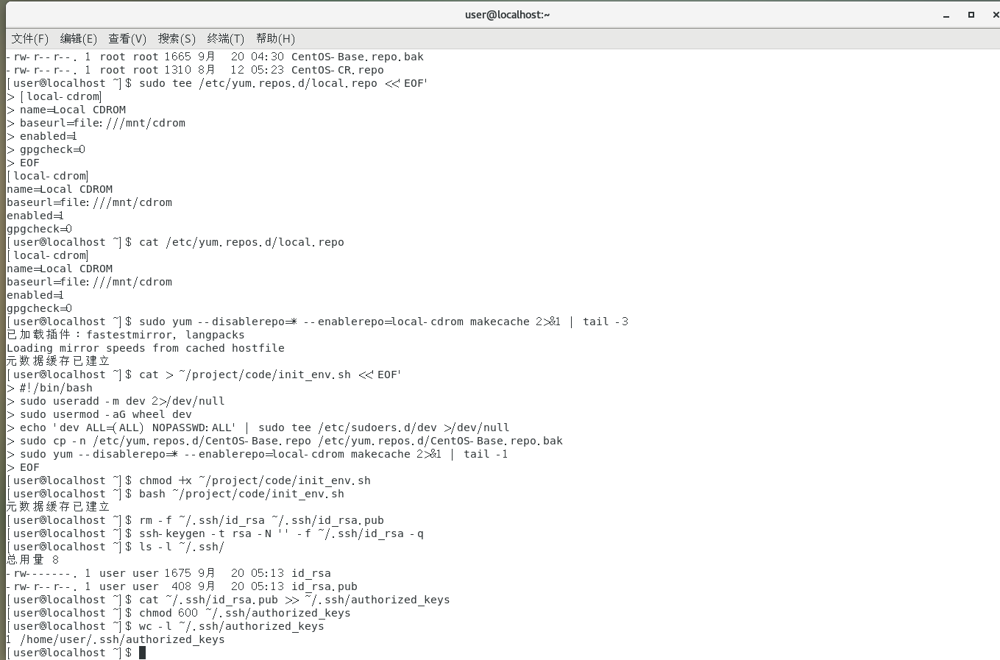 user@localhost:~
文件(F) 编辑(E) 查看(V) 搜索(S) 终端(T) 帮助(H)
-rw-r--r--. 1 root root 1665 9月  20 04:30 CentOS-Base.repo.bak
-rw-r--r--. 1 root root 1310 8月  12 05:23 CentOS-CR.repo
[user@localhost ~]$ sudo tee /etc/yum.repos.d/local.repo <<'EOF'
> [local-cdrom]
> name=Local CDROM
> baseurl=file:///mnt/cdrom
> enabled=1
> gpgcheck=0
> EOF
[local-cdrom]
name=Local CDROM
baseurl=file:///mnt/cdrom
enabled=1
gpgcheck=0
[user@localhost ~]$ cat /etc/yum.repos.d/local.repo
[local-cdrom]
name=Local CDROM
baseurl=file:///mnt/cdrom
enabled=1
gpgcheck=0
[user@localhost ~]$ sudo yum --disablerepo=* --enablerepo=local-cdrom makecache 2>&1 | tail -3
已加载插件：fastestmirror, langpacks
Loading mirror speeds from cached hostfile
元数据缓存已建立
[user@localhost ~]$ cat > ~/project/code/init_env.sh <<'EOF'
> #!/bin/bash
> sudo useradd -m dev 2>/dev/null
> sudo usermod -aG wheel dev
> echo 'dev ALL=(ALL) NOPASSWD:ALL' | sudo tee /etc/sudoers.d/dev >/dev/null
> sudo cp -n /etc/yum.repos.d/CentOS-Base.repo /etc/yum.repos.d/CentOS-Base.repo.bak
> sudo yum --disablerepo=* --enablerepo=local-cdrom makecache 2>&1 | tail -1
> EOF
[user@localhost ~]$ chmod +x ~/project/code/init_env.sh
[user@localhost ~]$ bash ~/project/code/init_env.sh
元数据缓存已建立
[user@localhost ~]$ rm -f ~/.ssh/id_rsa ~/.ssh/id_rsa.pub
[user@localhost ~]$ ssh-keygen -t rsa -N '' -f ~/.ssh/id_rsa -q
[user@localhost ~]$ ls -l ~/.ssh/
总用量 8
-rw-------. 1 user user 1675 9月  20 05:13 id_rsa
-rw-r--r--. 1 user user  408 9月  20 05:13 id_rsa.pub
[user@localhost ~]$ cat ~/.ssh/id_rsa.pub >> ~/.ssh/authorized_keys
[user@localhost ~]$ chmod 600 ~/.ssh/authorized_keys
[user@localhost ~]$ wc -l ~/.ssh/authorized_keys
1 /home/user/.ssh/authorized_keys
[user@localhost ~]$